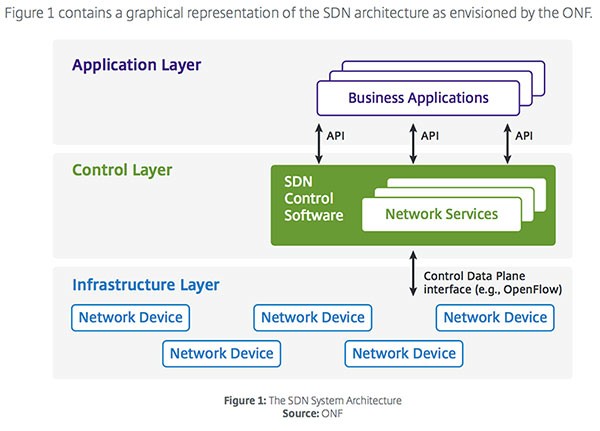 Figure 1 contains a graphical representation of the SDN architecture as envisioned by the ONF.
Application Layer
Business Applications
API
API
API
Control Layer
SDN
Control
Software
Network Services
Control Data Plane
interface (e.g., OpenFlow)
Infrastructure Layer
Network Device
Network Device
Network Device
Network Device
Network Device
Figure 1: The SDN System Architecture
Source: ONF